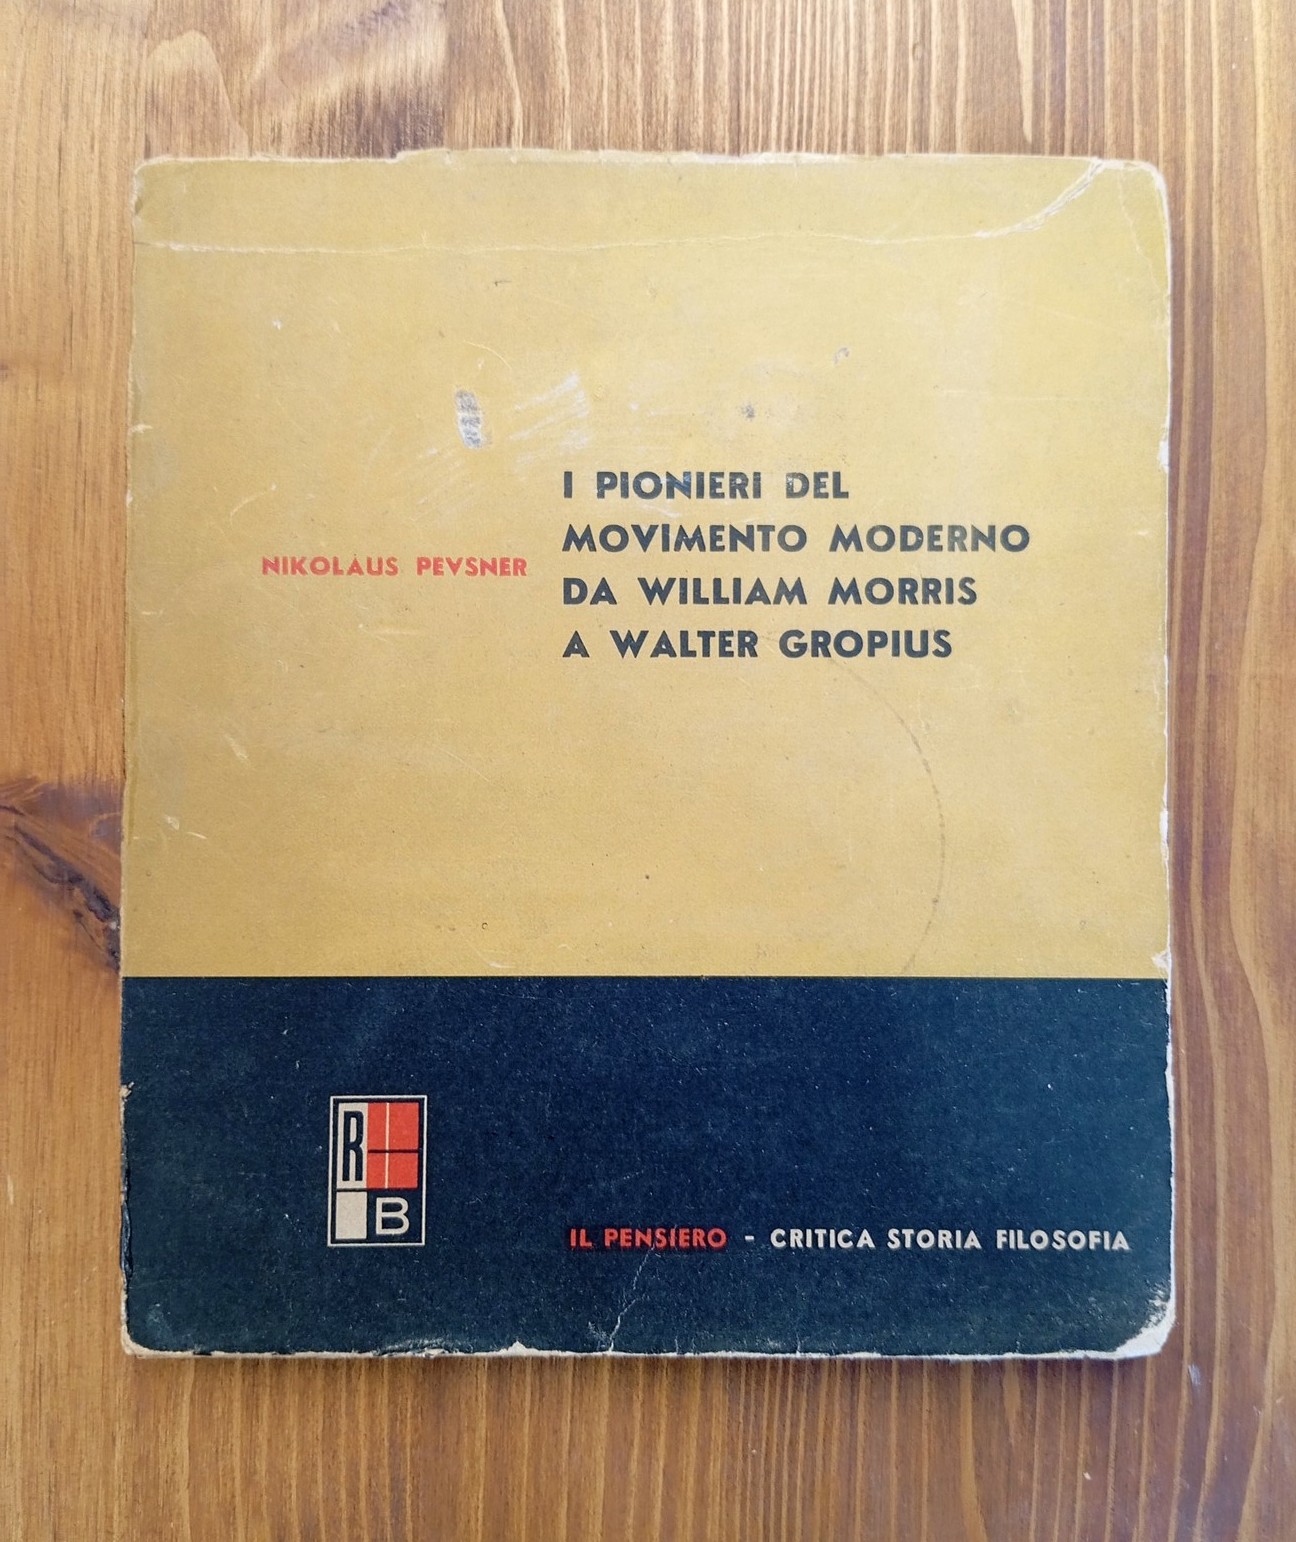 NIKOLAUS PEVSNER
I PIONIERI DEL
MOVIMENTO MODERNO
DA WILLIAM MORRIS
A WALTER GROPIUS
R
B
IL PENSIERO - CRITICA STORIA FILOSOFIA